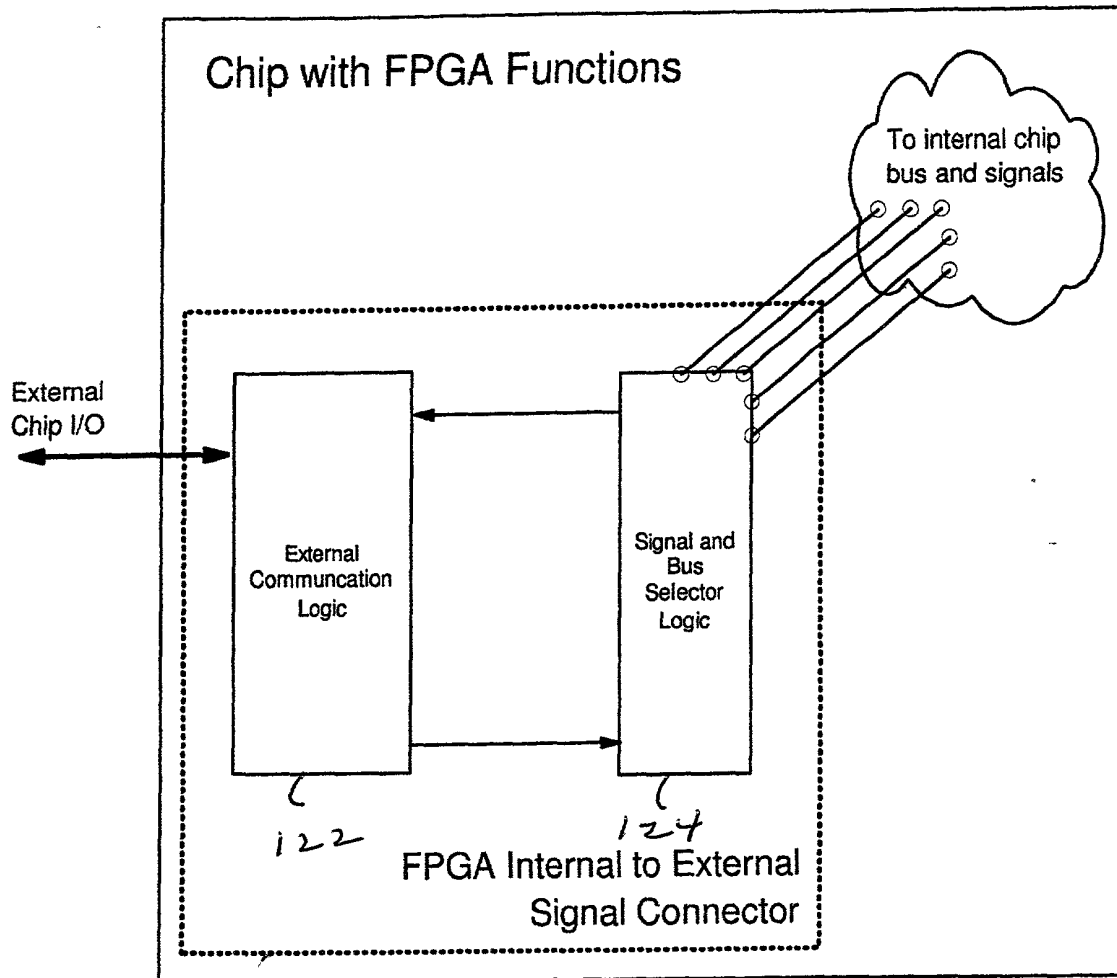 Chip with FPGA Functions
To internal chip
bus and signals
External
Chip I/O
External
Communcation
Logic
Signal and
Bus
Selector
Logic
122
124
FPGA Internal to External
Signal Connector